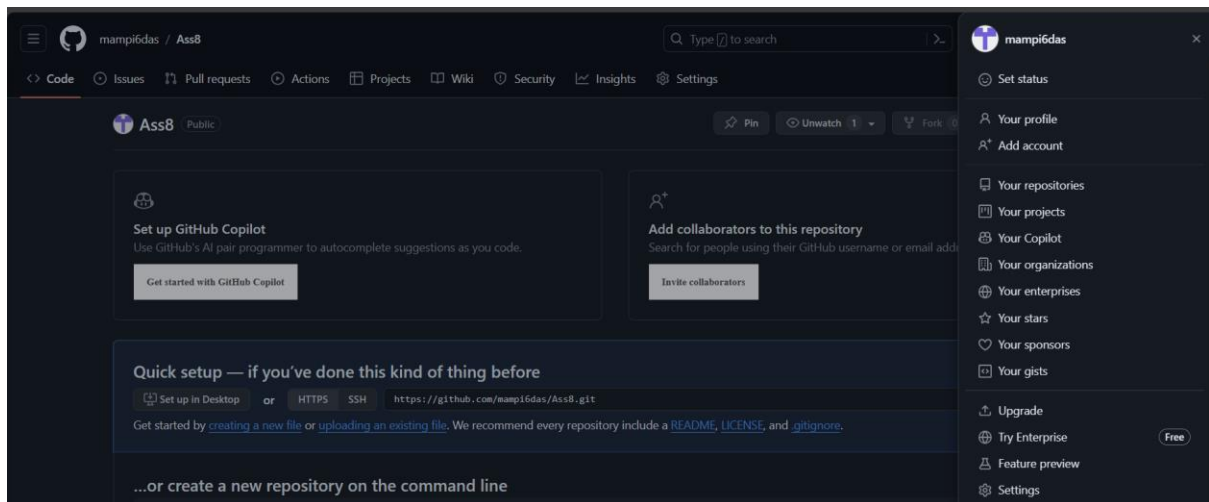 mampi6das / Ass8
Type / to search
Code Issues Pull requests Actions Projects Wiki Security Insights Settings
Ass8 Public
Pin Unwatch 1 Fork 0
Set up GitHub Copilot
Use GitHub's AI pair programmer to autocomplete suggestions as you code.
Get started with GitHub Copilot
Add collaborators to this repository
Search for people using their GitHub username or email addr
Invite collaborators
Quick setup — if you've done this kind of thing before
Set up in Desktop or HTTPS SSH https://github.com/mampi6das/Ass8.git
Get started by creating a new file or uploading an existing file. We recommend every repository include a README, LICENSE, and .gitignore.
...or create a new repository on the command line
mampi6das
Set status
Your profile
Add account
Your repositories
Your projects
Your Copilot
Your organizations
Your enterprises
Your stars
Your sponsors
Your gists
Upgrade
Try Enterprise Free
Feature preview
Settings